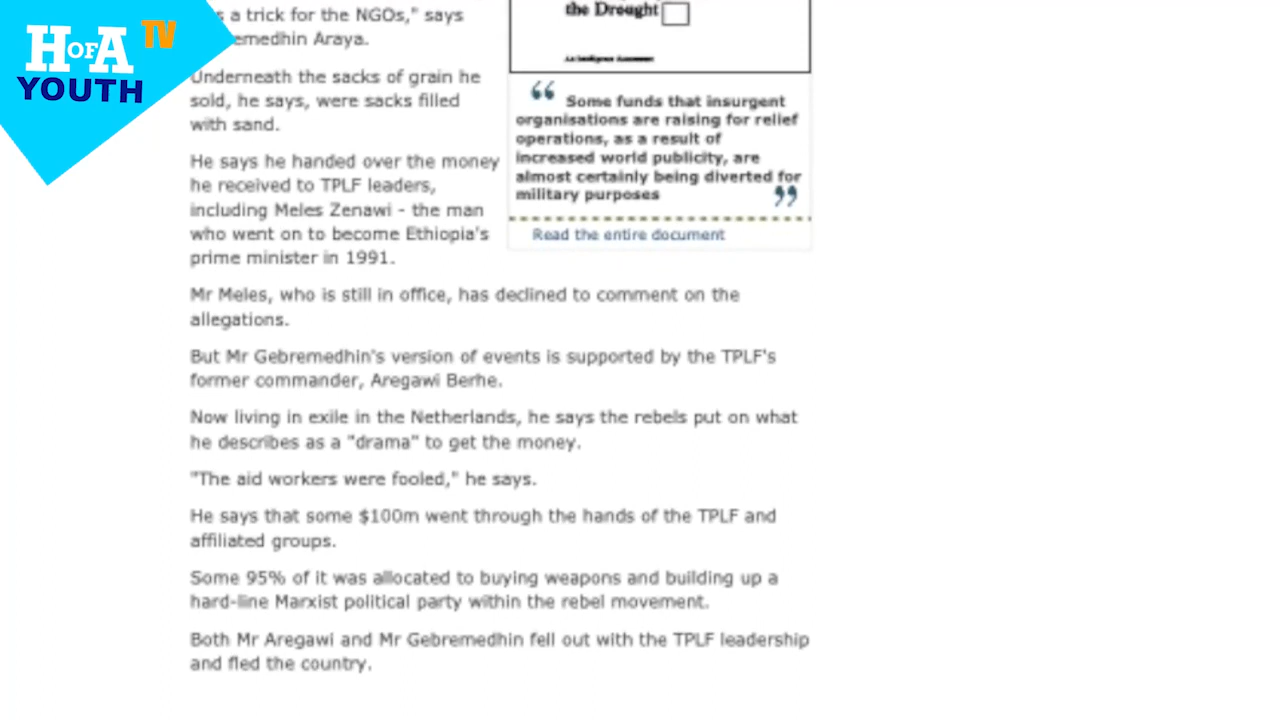 HOFA TV
YOUTH
s a trick for the NGOs," says
emedhin Araya.
Underneath the sacks of grain he
sold, he says, were sacks filled
with sand.
He says he handed over the money
he received to TPLF leaders,
including Meles Zenawi - the man
who went on to become Ethiopia's
prime minister in 1991.
the Drought
An Intelligence Assessment
“ Some funds that insurgent
organisations are raising for relief
operations, as a result of
increased world publicity, are
almost certainly being diverted for
military purposes ”
Read the entire document
Mr Meles, who is still in office, has declined to comment on the
allegations.
But Mr Gebremedhin's version of events is supported by the TPLF's
former commander, Aregawi Berhe.
Now living in exile in the Netherlands, he says the rebels put on what
he describes as a "drama" to get the money.
"The aid workers were fooled," he says.
He says that some $100m went through the hands of the TPLF and
affiliated groups.
Some 95% of it was allocated to buying weapons and building up a
hard-line Marxist political party within the rebel movement.
Both Mr Aregawi and Mr Gebremedhin fell out with the TPLF leadership
and fled the country.